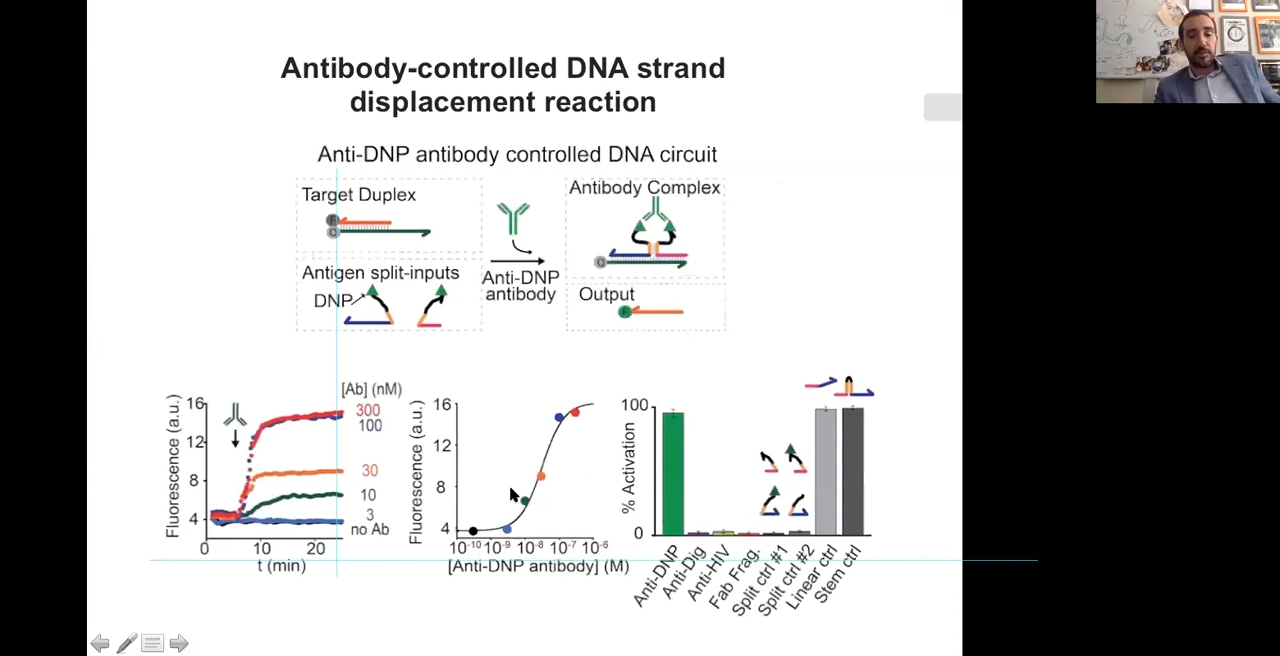 Antibody-controlled DNA strand
displacement reaction
Anti-DNP antibody controlled DNA circuit
Target Duplex
F
Q
Antigen split-inputs
DNP
Anti-DNP
antibody
Antibody Complex
Q
Output
F
Fluorescence (a.u.)
16
12
8
4
0
10
20
t (min)
[Ab] (nM)
300
100
30
10
3
no Ab
Fluorescence (a.u.)
16
12
8
4
10-10
10-9
10-8
10-7
10-6
[Anti-DNP antibody] (M)
% Activation
100
0
Anti-DNP
Anti-Dig
Anti-HIV
Fab Frag.
Split ctrl #1
Split ctrl #2
Linear ctrl
Stem ctrl